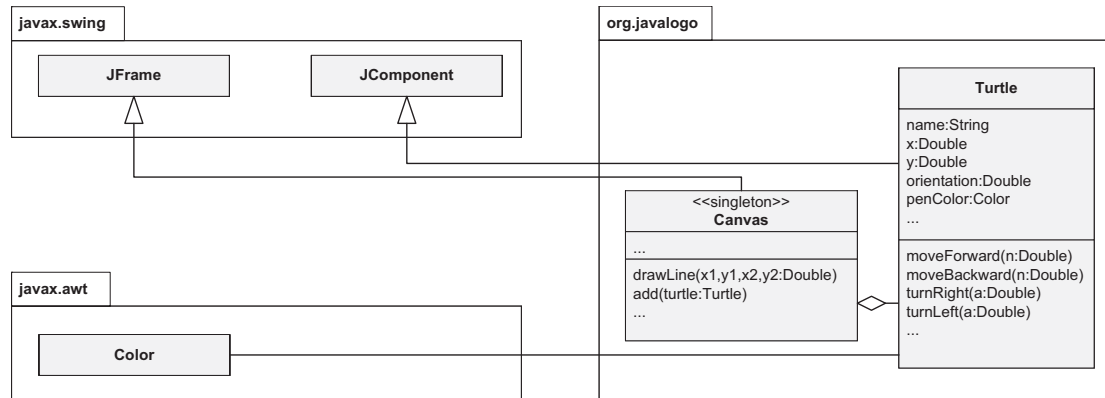 javax.swing
JFrame
JComponent
org.javalogo
Turtle
name:String
x:Double
y:Double
orientation:Double
penColor:Color
...
moveForward(n:Double)
moveBackward(n:Double)
turnRight(a:Double)
turnLeft(a:Double)
...
<<singleton>>
Canvas
...
drawLine(x1,y1,x2,y2:Double)
add(turtle:Turtle)
...
javax.awt
Color